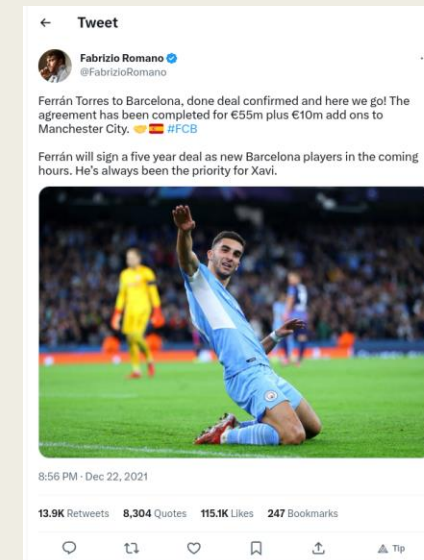 Tweet
Fabrizio Romano
@FabrizioRomano
Ferrán Torres to Barcelona, done deal confirmed and here we go! The
agreement has been completed for €55m plus €10m add ons to
Manchester City. 🤝🇪🇸 #FCB
Ferrán will sign a five year deal as new Barcelona players in the coming
hours. He's always been the priority for Xavi.
8:56 PM · Dec 22, 2021
13.9K Retweets 8,304 Quotes 115.1K Likes 247 Bookmarks
Tip